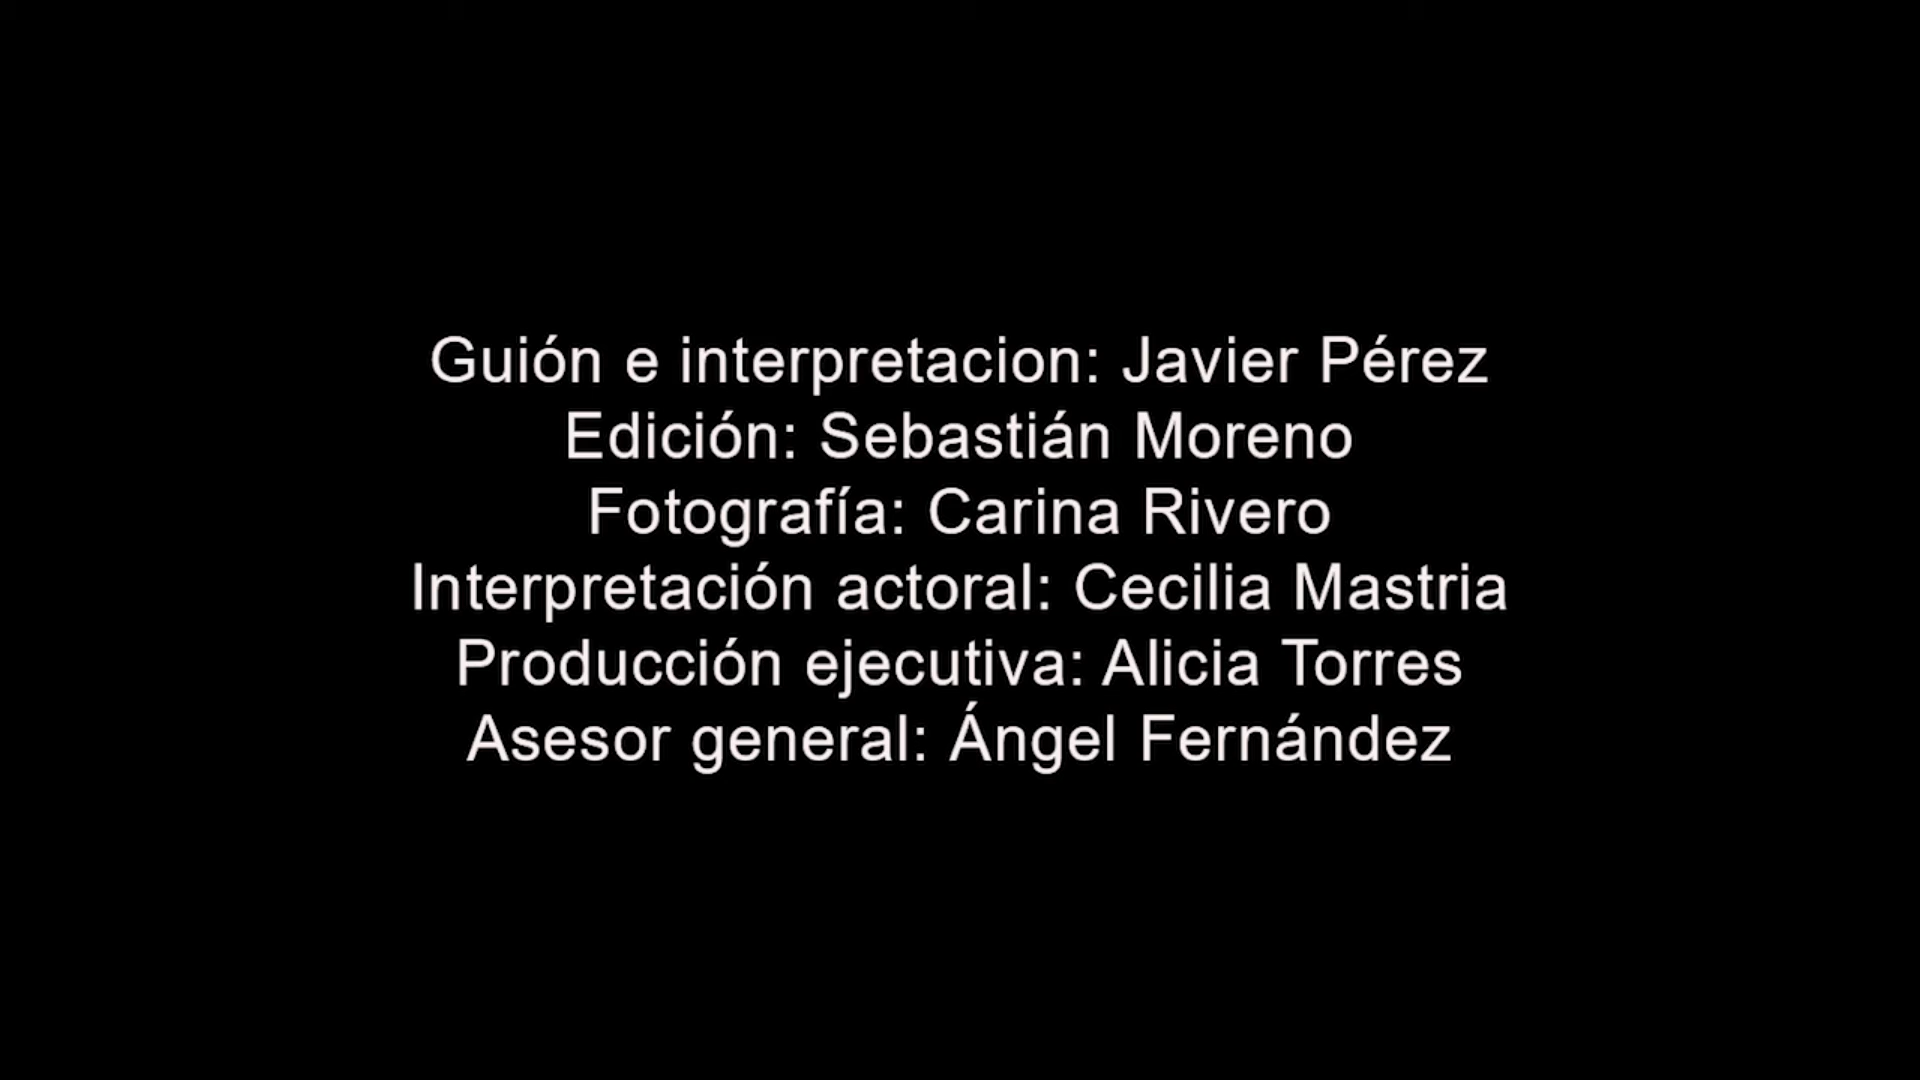 Guión e interpretacion: Javier Pérez
Edición: Sebastián Moreno
Fotografía: Carina Rivero
Interpretación actoral: Cecilia Mastria
Producción ejecutiva: Alicia Torres
Asesor general: Ángel Fernández